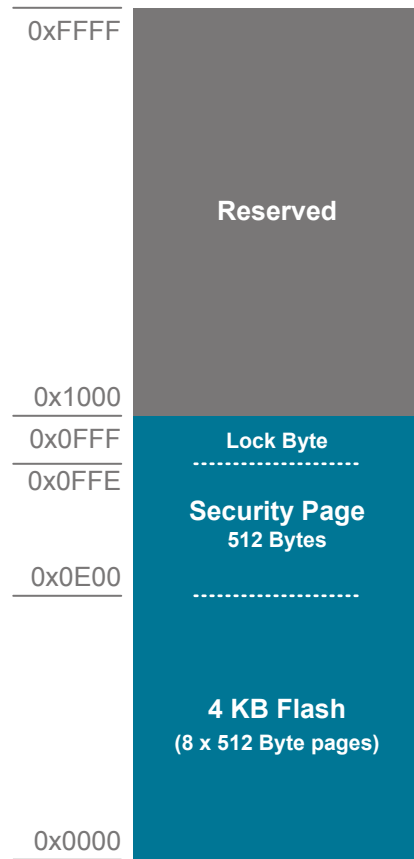 0xFFFF
Reserved
0x1000
0x0FFF
Lock Byte
0x0FFE
Security Page
512 Bytes
0x0E00
4 KB Flash
(8 x 512 Byte pages)
0x0000